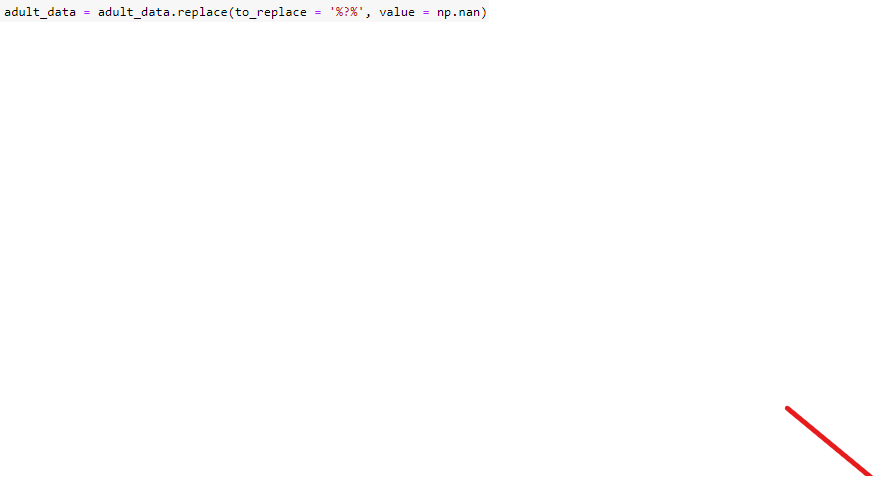 adult_data = adult_data.replace(to_replace = '%?%', value = np.nan)